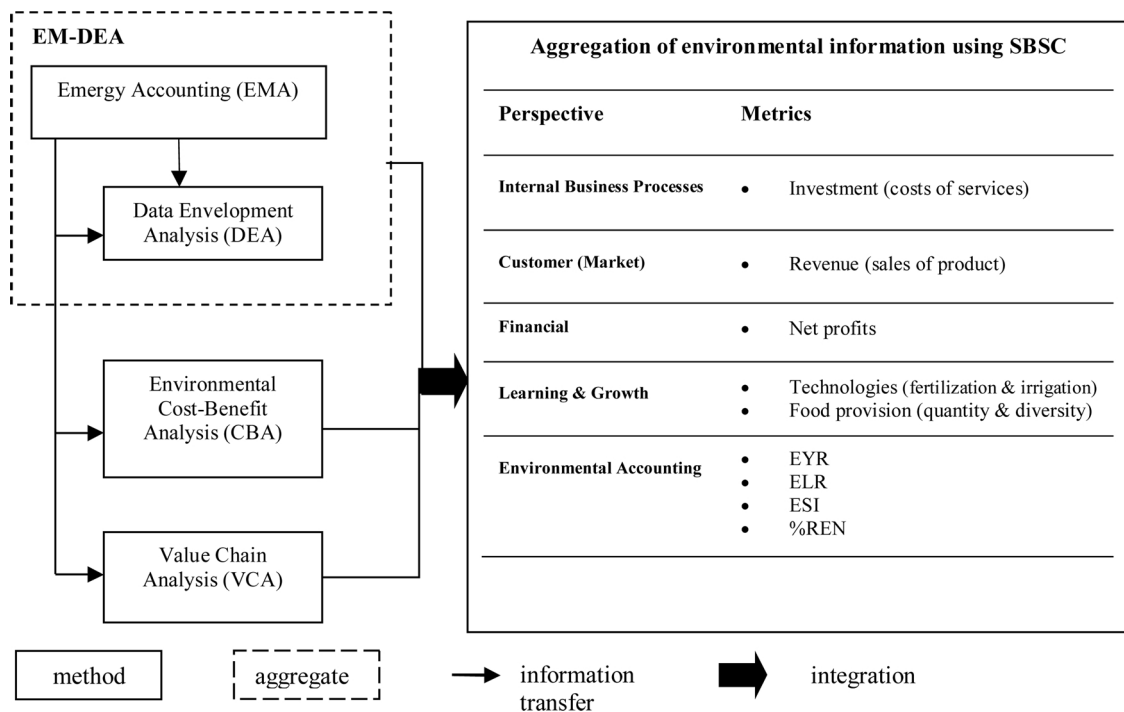 EM-DEA
Emergy Accounting (EMA)
Data Envelopment
Analysis (DEA)
Environmental
Cost-Benefit
Analysis (CBA)
Value Chain
Analysis (VCA)
Aggregation of environmental information using SBSC
Perspective Metrics
Internal Business Processes • Investment (costs of services)
Customer (Market) • Revenue (sales of product)
Financial • Net profits
Learning & Growth • Technologies (fertilization & irrigation)
• Food provision (quantity & diversity)
Environmental Accounting • EYR
• ELR
• ESI
• %REN
method
aggregate
information
transfer
integration